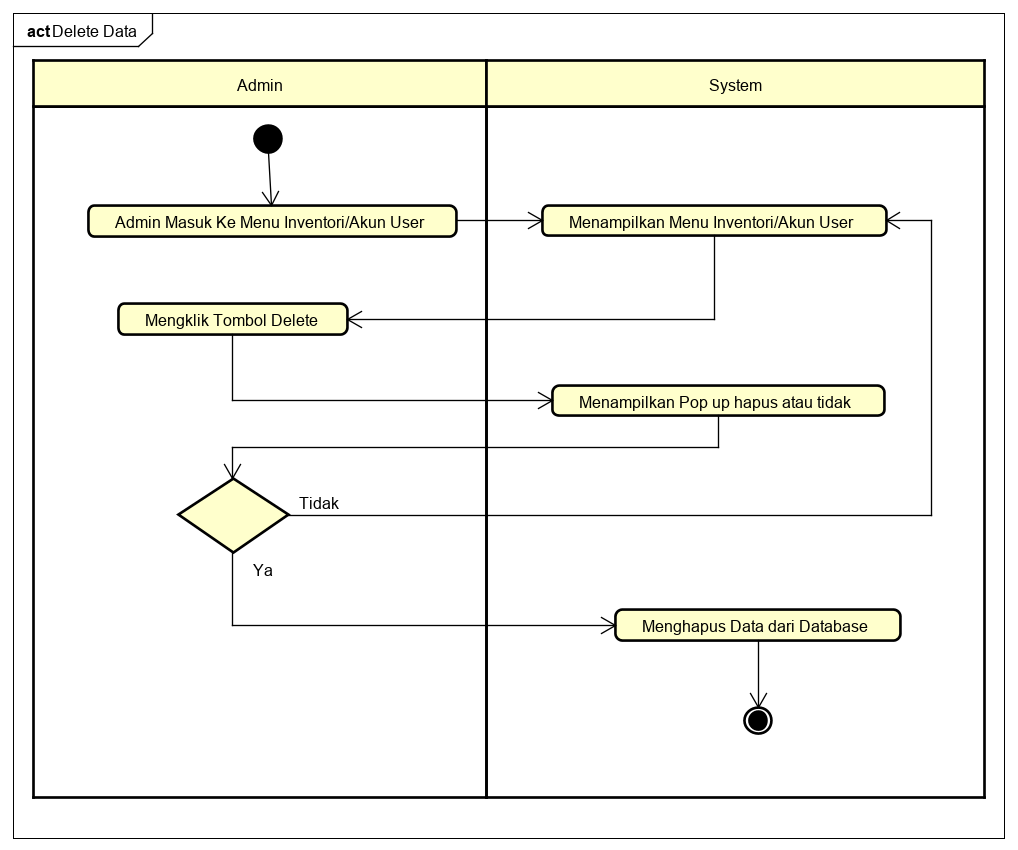 act Delete Data
Admin
System
Admin Masuk Ke Menu Inventori/Akun User
Menampilkan Menu Inventori/Akun User
Mengklik Tombol Delete
Menampilkan Pop up hapus atau tidak
Tidak
Ya
Menghapus Data dari Database